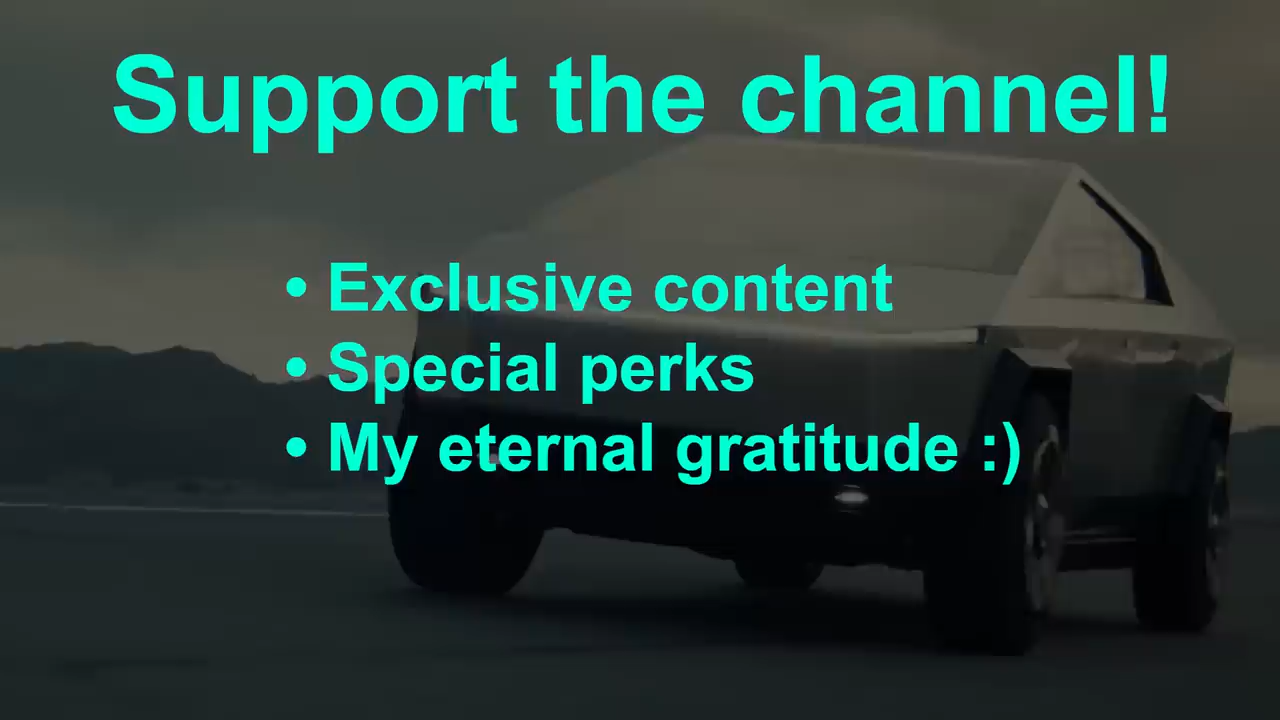 Support the channel!
• Exclusive content
• Special perks
• My eternal gratitude :)